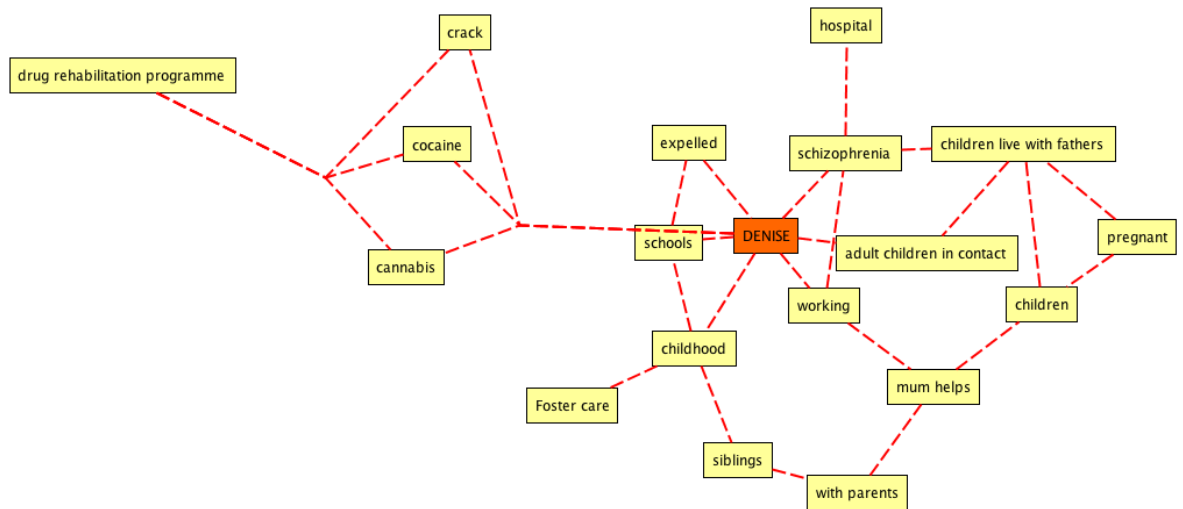 hospital
crack
drug rehabilitation programme
cocaine
expelled
schizophrenia
children live with fathers
DENISE
schools
pregnant
adult children in contact
cannabis
working
children
childhood
mum helps
Foster care
siblings
with parents